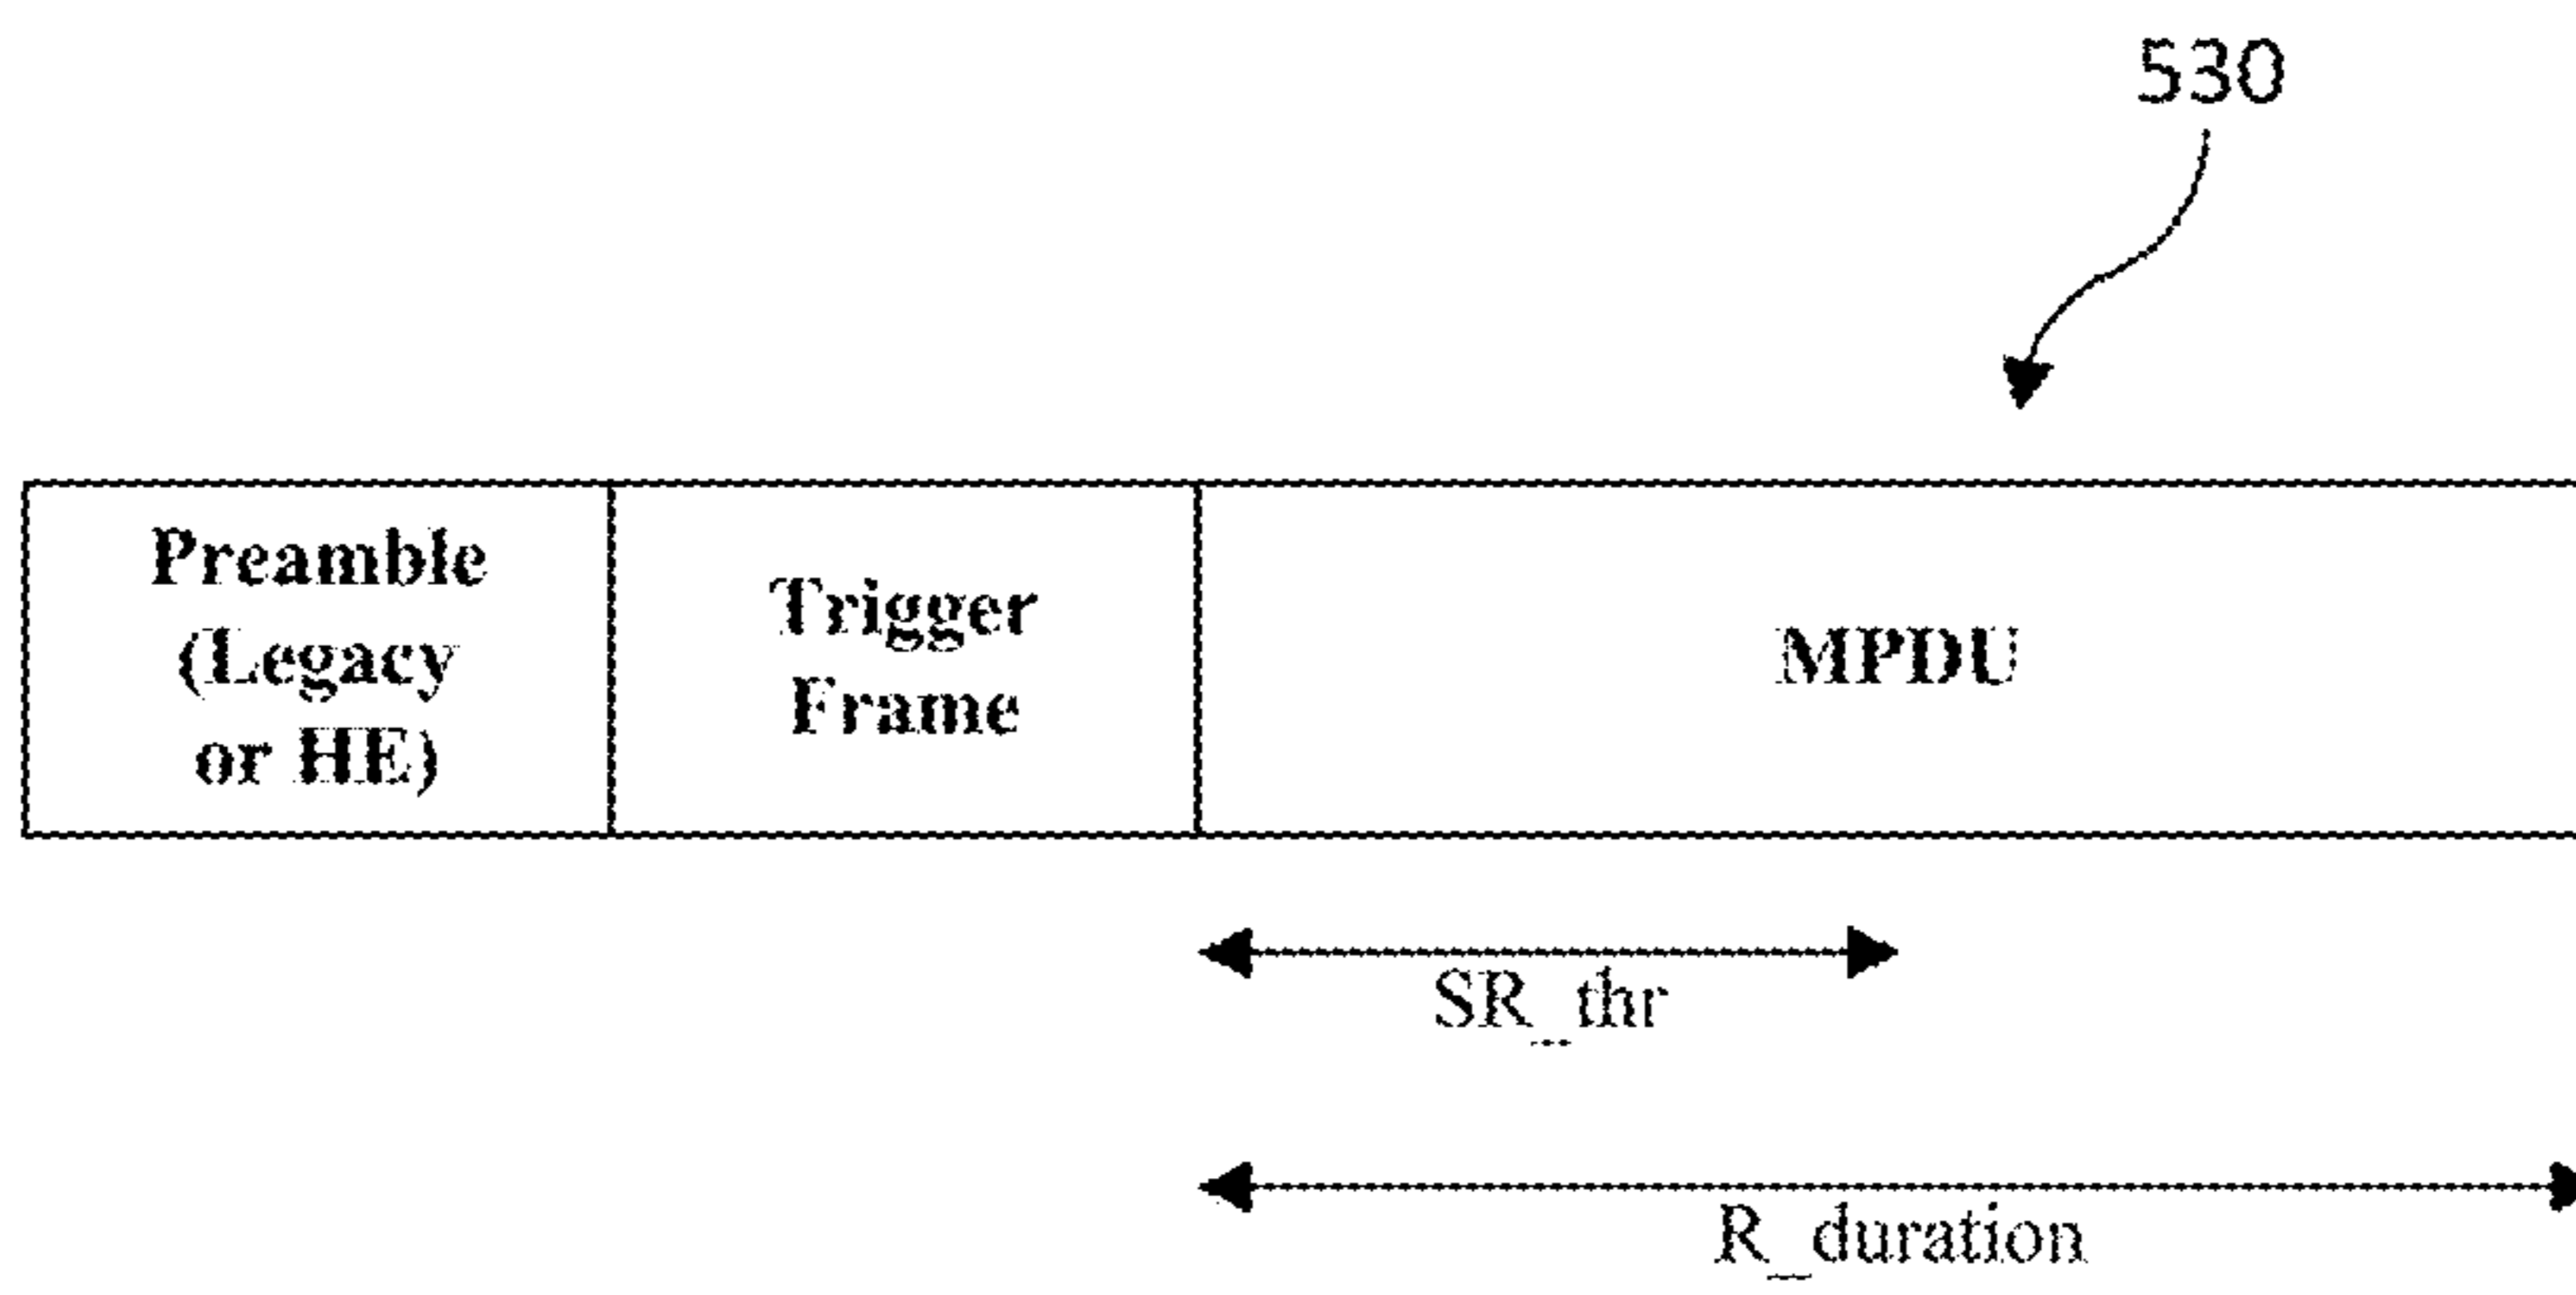 530
Preamble
(Legacy
or HE)
Trigger
Frame
MPDU
SR_thr
R_duration